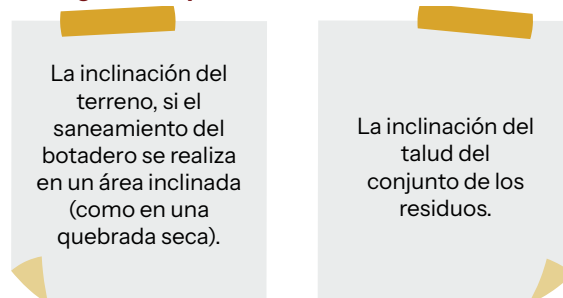 La inclinación del
terreno, si el
saneamiento del
botadero se realiza
en un área inclinada
(como en una
quebrada seca).
La inclinación del
talud del
conjunto de los
residuos.